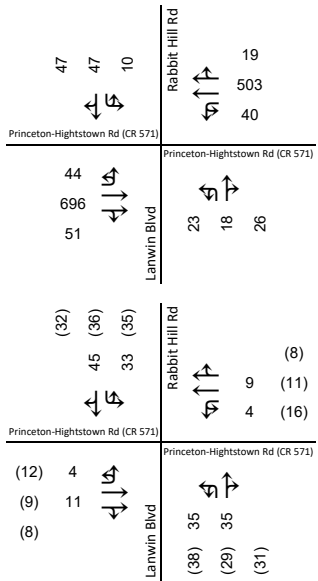 47 47 10
Rabbit Hill Rd
19
503
40
Princeton-Hightstown Rd (CR 571)
Princeton-Hightstown Rd (CR 571)
44
696
51
Lanwin Blvd
23 18 26
(32) (36) (35)
45 33
Rabbit Hill Rd
(8)
9 (11)
4 (16)
Princeton-Hightstown Rd (CR 571)
Princeton-Hightstown Rd (CR 571)
(12) 4
(9) 11
(8)
Lanwin Blvd
35 35
(38) (29) (31)